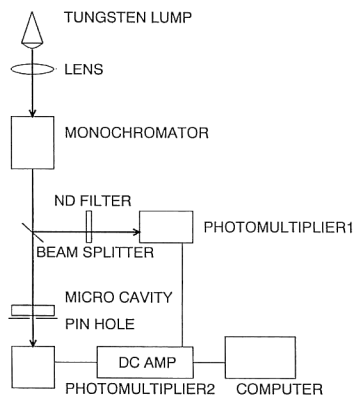 TUNGSTEN LUMP
LENS
MONOCHROMATOR
ND FILTER
PHOTOMULTIPLIER1
BEAM SPLITTER
MICRO CAVITY
PIN HOLE
DC AMP
PHOTOMULTIPLIER2
COMPUTER